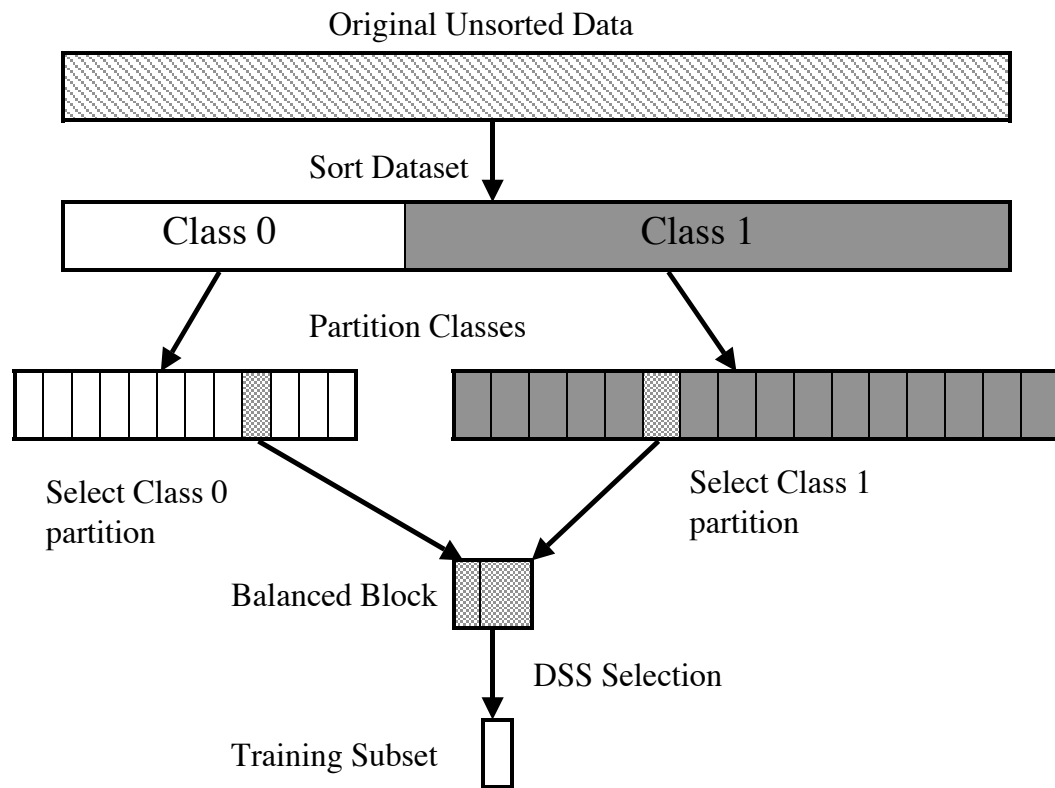 Original Unsorted Data
Sort Dataset
Class 0
Class 1
Partition Classes
Select Class 0
partition
Select Class 1
partition
Balanced Block
DSS Selection
Training Subset